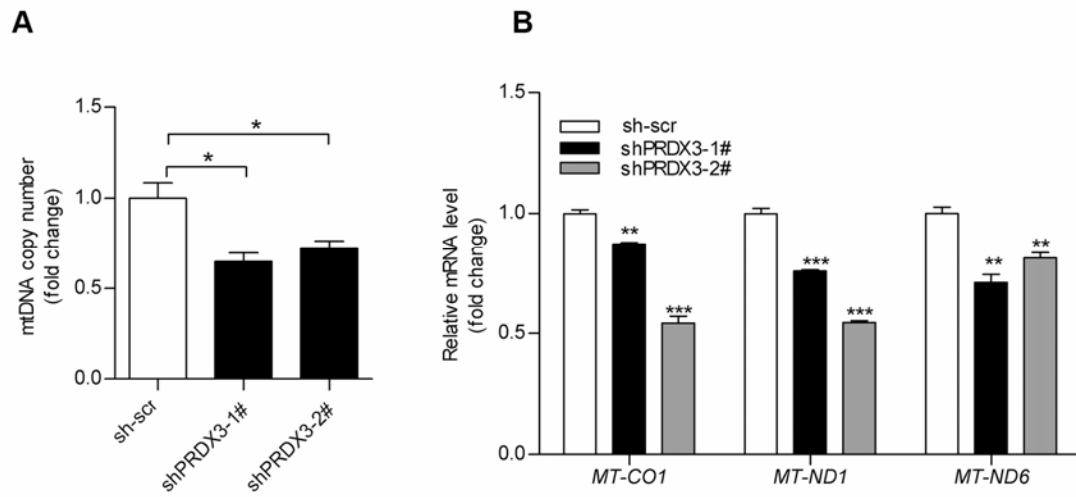 A
mtDNA copy number
(fold change)
1.5
1.0
0.5
0.0
*
*
sh-scr
shPRDX3-1#
shPRDX3-2#
B
Relative mRNA level
(fold change)
1.5
1.0
0.5
0.0
sh-scr
shPRDX3-1#
shPRDX3-2#
**
***
***
***
**
**
MT-CO1
MT-ND1
MT-ND6